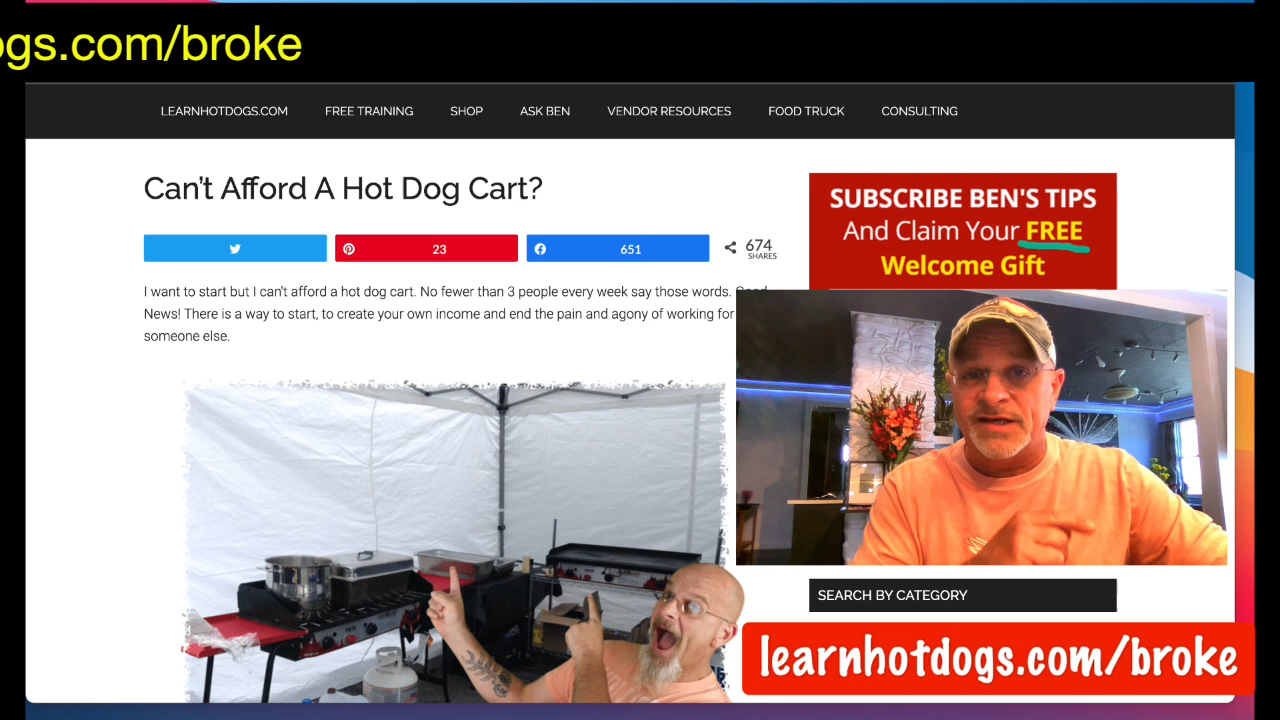 ogs.com/broke
LEARNHOTDOGS.COM FREE TRAINING SHOP ASK BEN VENDOR RESOURCES FOOD TRUCK CONSULTING
Can't Afford A Hot Dog Cart?
23 651 674
SHARES
I want to start but I can't afford a hot dog cart. No fewer than 3 people every week say those words. Good
News! There is a way to start, to create your own income and end the pain and agony of working for
someone else.
SUBSCRIBE BEN'S TIPS
And Claim Your FREE
Welcome Gift
SEARCH BY CATEGORY
learnhotdogs.com/broke